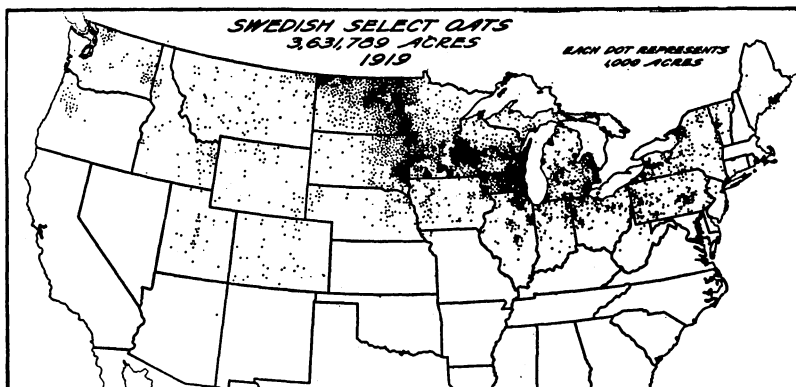 SWEDISH SELECT OATS
3,631,789 ACRES
1919
EACH DOT REPRESENTS
1,000 ACRES